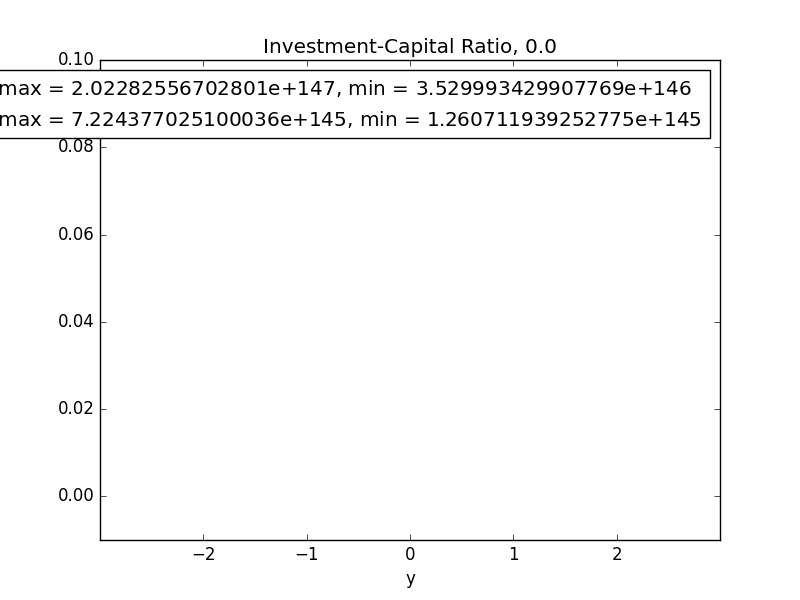 Investment-Capital Ratio, 0.0
0.10
max = 2.02282556702801e+147, min = 3.529993429907769e+146
max = 7.224377025100036e+145, min = 1.260711939252775e+145
0.08
0.06
0.04
0.02
0.00
−2 −1 0 1 2
y